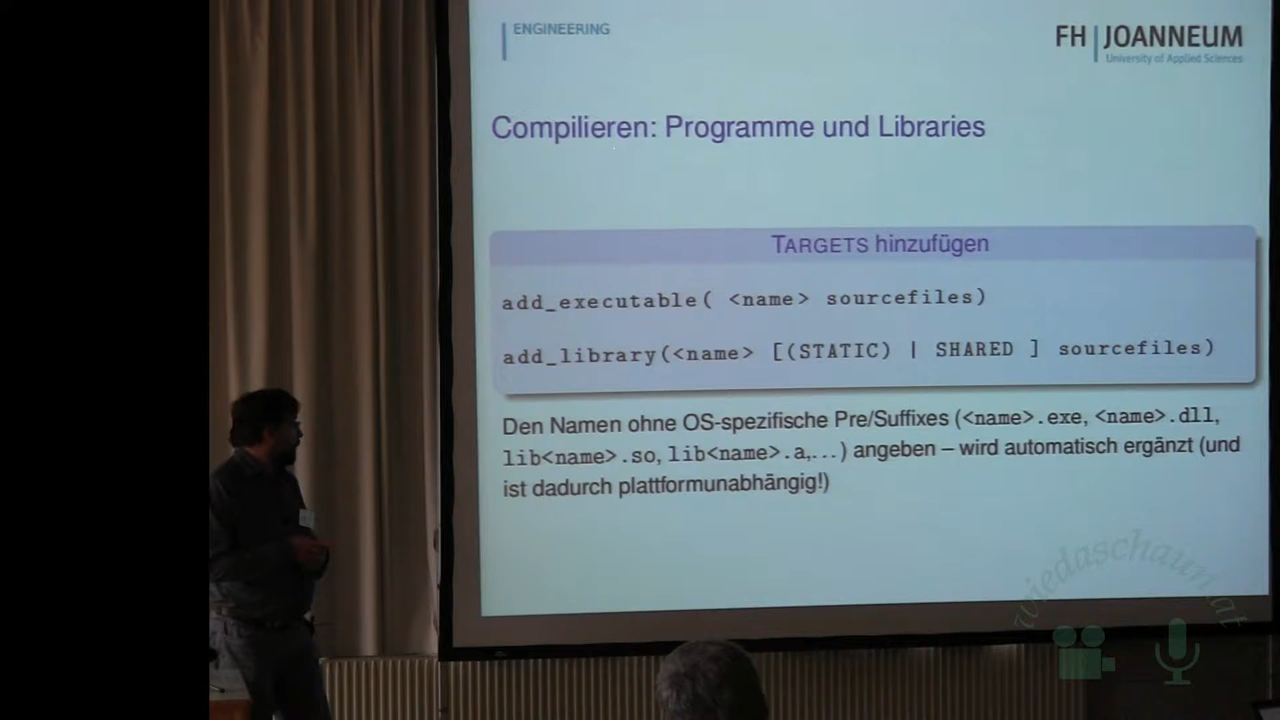 ENGINEERING
FH JOANNEUM
University of Applied Sciences
Compilieren: Programme und Libraries
TARGETS hinzufügen
add_executable( <name> sourcefiles)
add_library(<name> [(STATIC) | SHARED ] sourcefiles)
Den Namen ohne OS-spezifische Pre/Suffixes (<name>.exe, <name>.dll,
lib<name>.so, lib<name>.a,...) angeben – wird automatisch ergänzt (und
ist dadurch plattformunabhängig!)
wiedaschaun.at